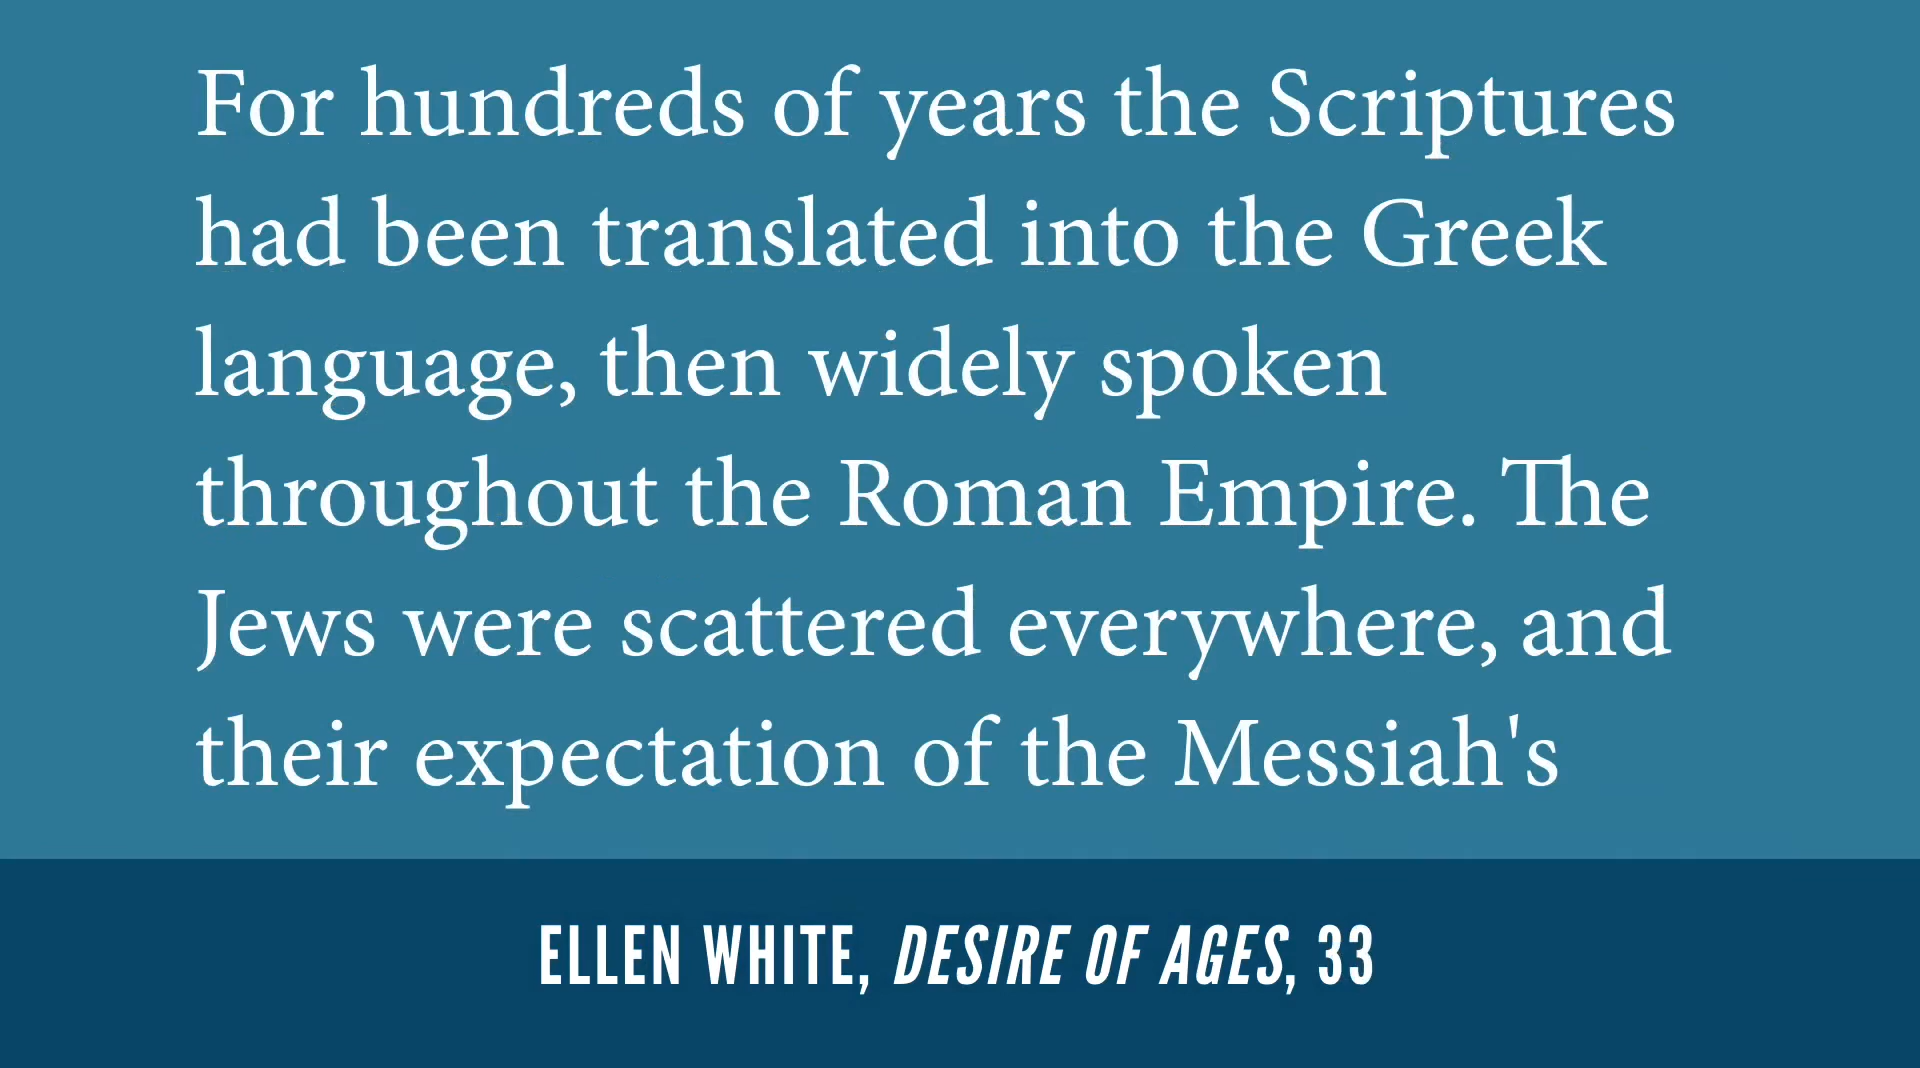 For hundreds of years the Scriptures
had been translated into the Greek
language, then widely spoken
throughout the Roman Empire. The
Jews were scattered everywhere, and
their expectation of the Messiah's
ELLEN WHITE, DESIRE OF AGES, 33